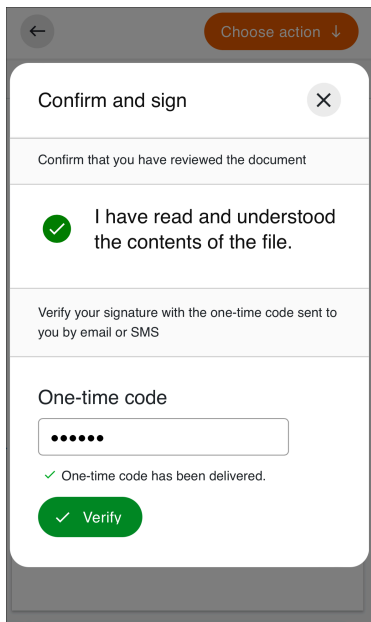 Choose action ↓
Confirm and sign
Confirm that you have reviewed the document
I have read and understood
the contents of the file.
Verify your signature with the one-time code sent to
you by email or SMS
One-time code
••••••
One-time code has been delivered.
Verify